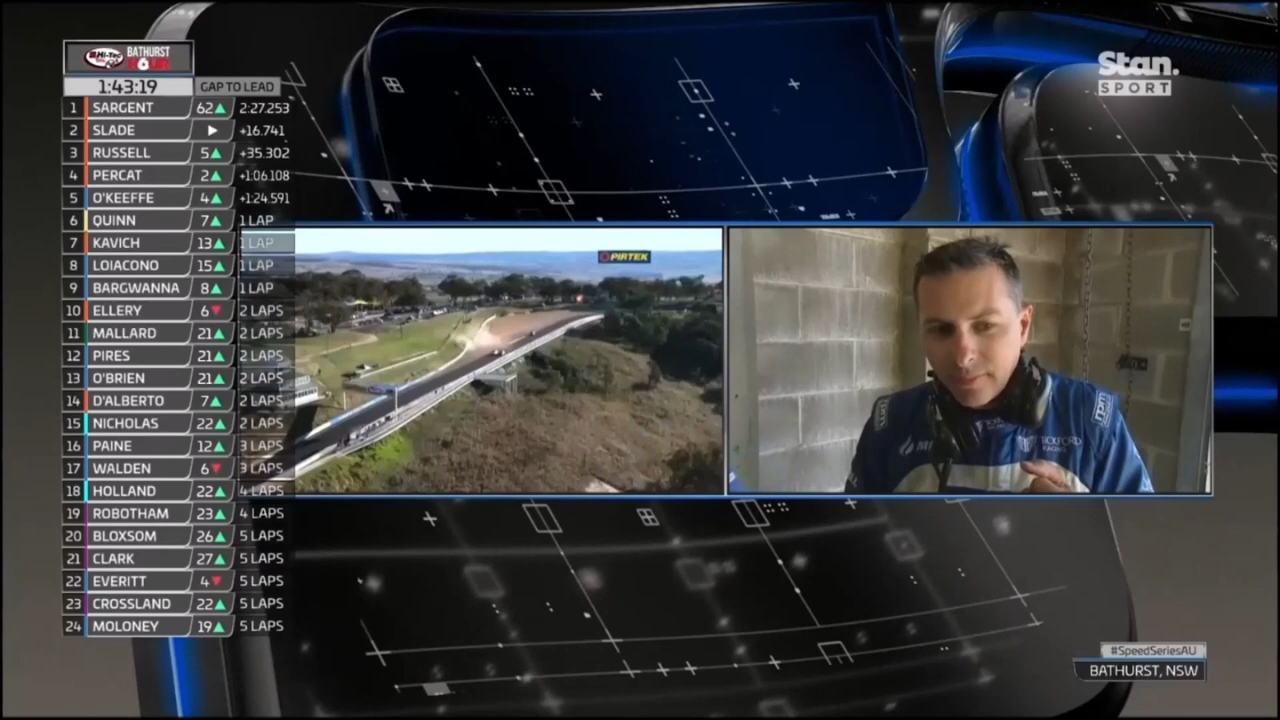 Hi-Tec BATHURST
6 HOUR
1:43:19 GAP TO LEAD
1 SARGENT 62 2:27.253
2 SLADE +16.741
3 RUSSELL 5 +35.302
4 PERCAT 2 +1:06.108
5 O'KEEFFE 4 +1:24.591
6 QUINN 7 1 LAP
7 KAVICH 13 1 LAP
8 LOIACONO 15 1 LAP
9 BARGWANNA 8 1 LAP
10 ELLERY 6 2 LAPS
11 MALLARD 21 2 LAPS
12 PIRES 21 2 LAPS
13 O'BRIEN 21 2 LAPS
14 D'ALBERTO 7 2 LAPS
15 NICHOLAS 22 2 LAPS
16 PAINE 12 3 LAPS
17 WALDEN 6 3 LAPS
18 HOLLAND 22 4 LAPS
19 ROBOTHAM 23 4 LAPS
20 BLOXSOM 26 5 LAPS
21 CLARK 27 5 LAPS
22 EVERITT 4 5 LAPS
23 CROSSLAND 22 5 LAPS
24 MOLONEY 19 5 LAPS
Stan.
SPORT
PIRTEK
RACING
#SpeedSeriesAU
BATHURST, NSW